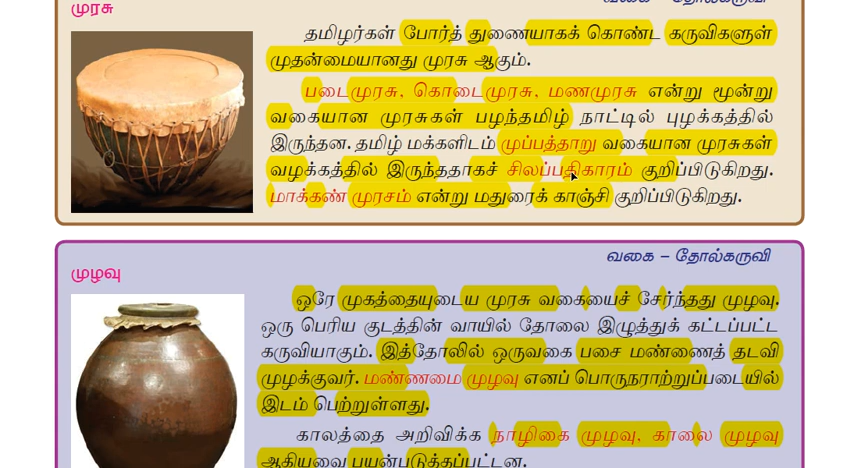 வகை – தோல்கருவி
முரசு
தமிழர்கள் போர்த் துணையாகக் கொண்ட கருவிகளுள்
முதன்மையானது முரசு ஆகும்.
படைமுரசு, கொடைமுரசு, மணமுரசு என்று மூன்று
வகையான முரசுகள் பழந்தமிழ் நாட்டில் புழக்கத்தில்
இருந்தன. தமிழ் மக்களிடம் முப்பத்தாறு வகையான முரசுகள்
வழக்கத்தில் இருந்ததாகச் சிலப்பதிகாரம் குறிப்பிடுகிறது.
மாக்கண் முரசம் என்று மதுரைக் காஞ்சி குறிப்பிடுகிறது.
வகை – தோல்கருவி
முழவு
ஒரே முகத்தையுடைய முரசு வகையைச் சேர்ந்தது முழவு.
ஒரு பெரிய குடத்தின் வாயில் தோலை இழுத்துக் கட்டப்பட்ட
கருவியாகும். இத்தோலில் ஒருவகை பசை மண்ணைத் தடவி
முழக்குவர். மண்ணமை முழவு எனப் பொருநராற்றுப்படையில்
இடம் பெற்றுள்ளது.
காலத்தை அறிவிக்க நாழிகை முழவு, காலை முழவு
ஆகியவை பயன்படுத்தப்பட்டன.